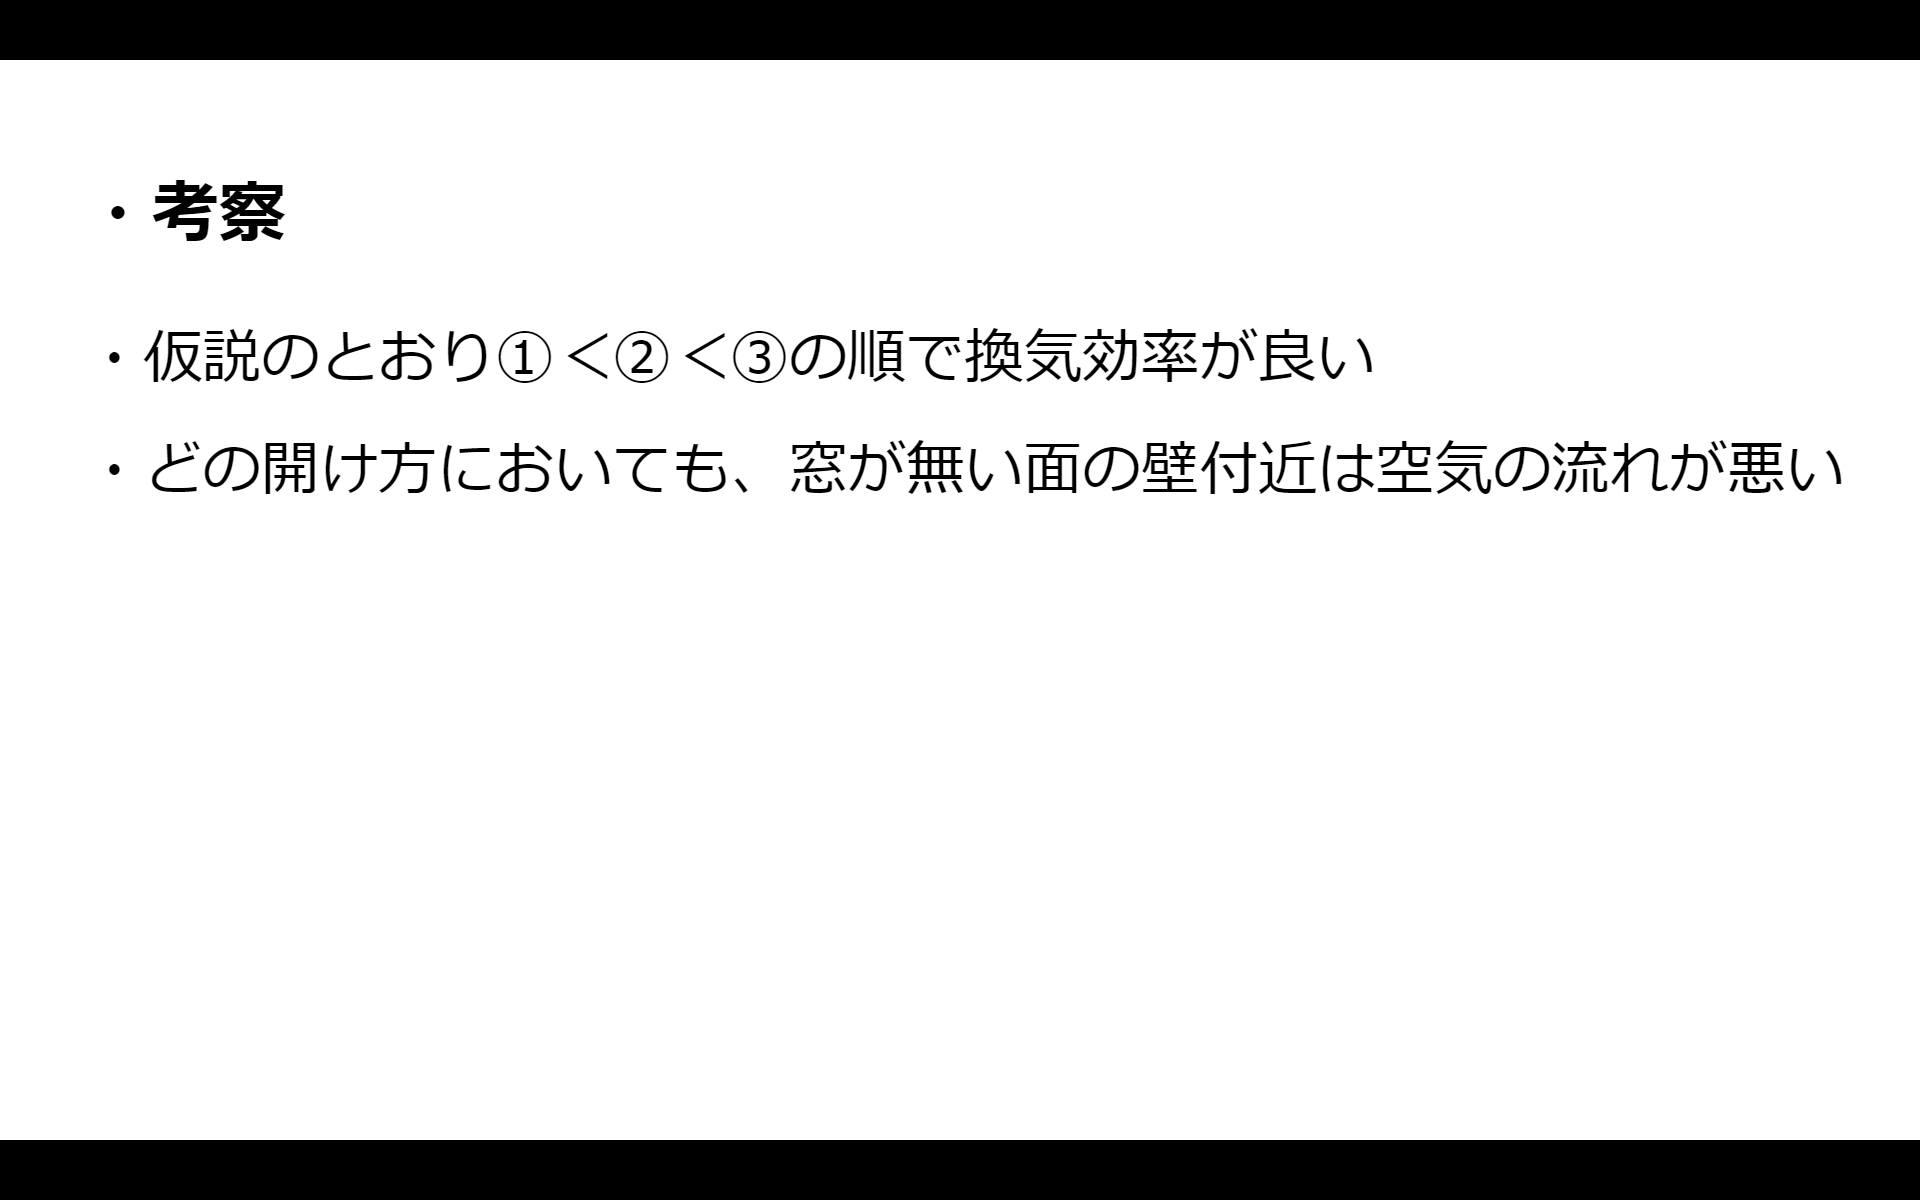 ・考察
・仮説のとおり①＜②＜③の順で換気効率が良い
・どの開け方においても、窓が無い面の壁付近は空気の流れが悪い